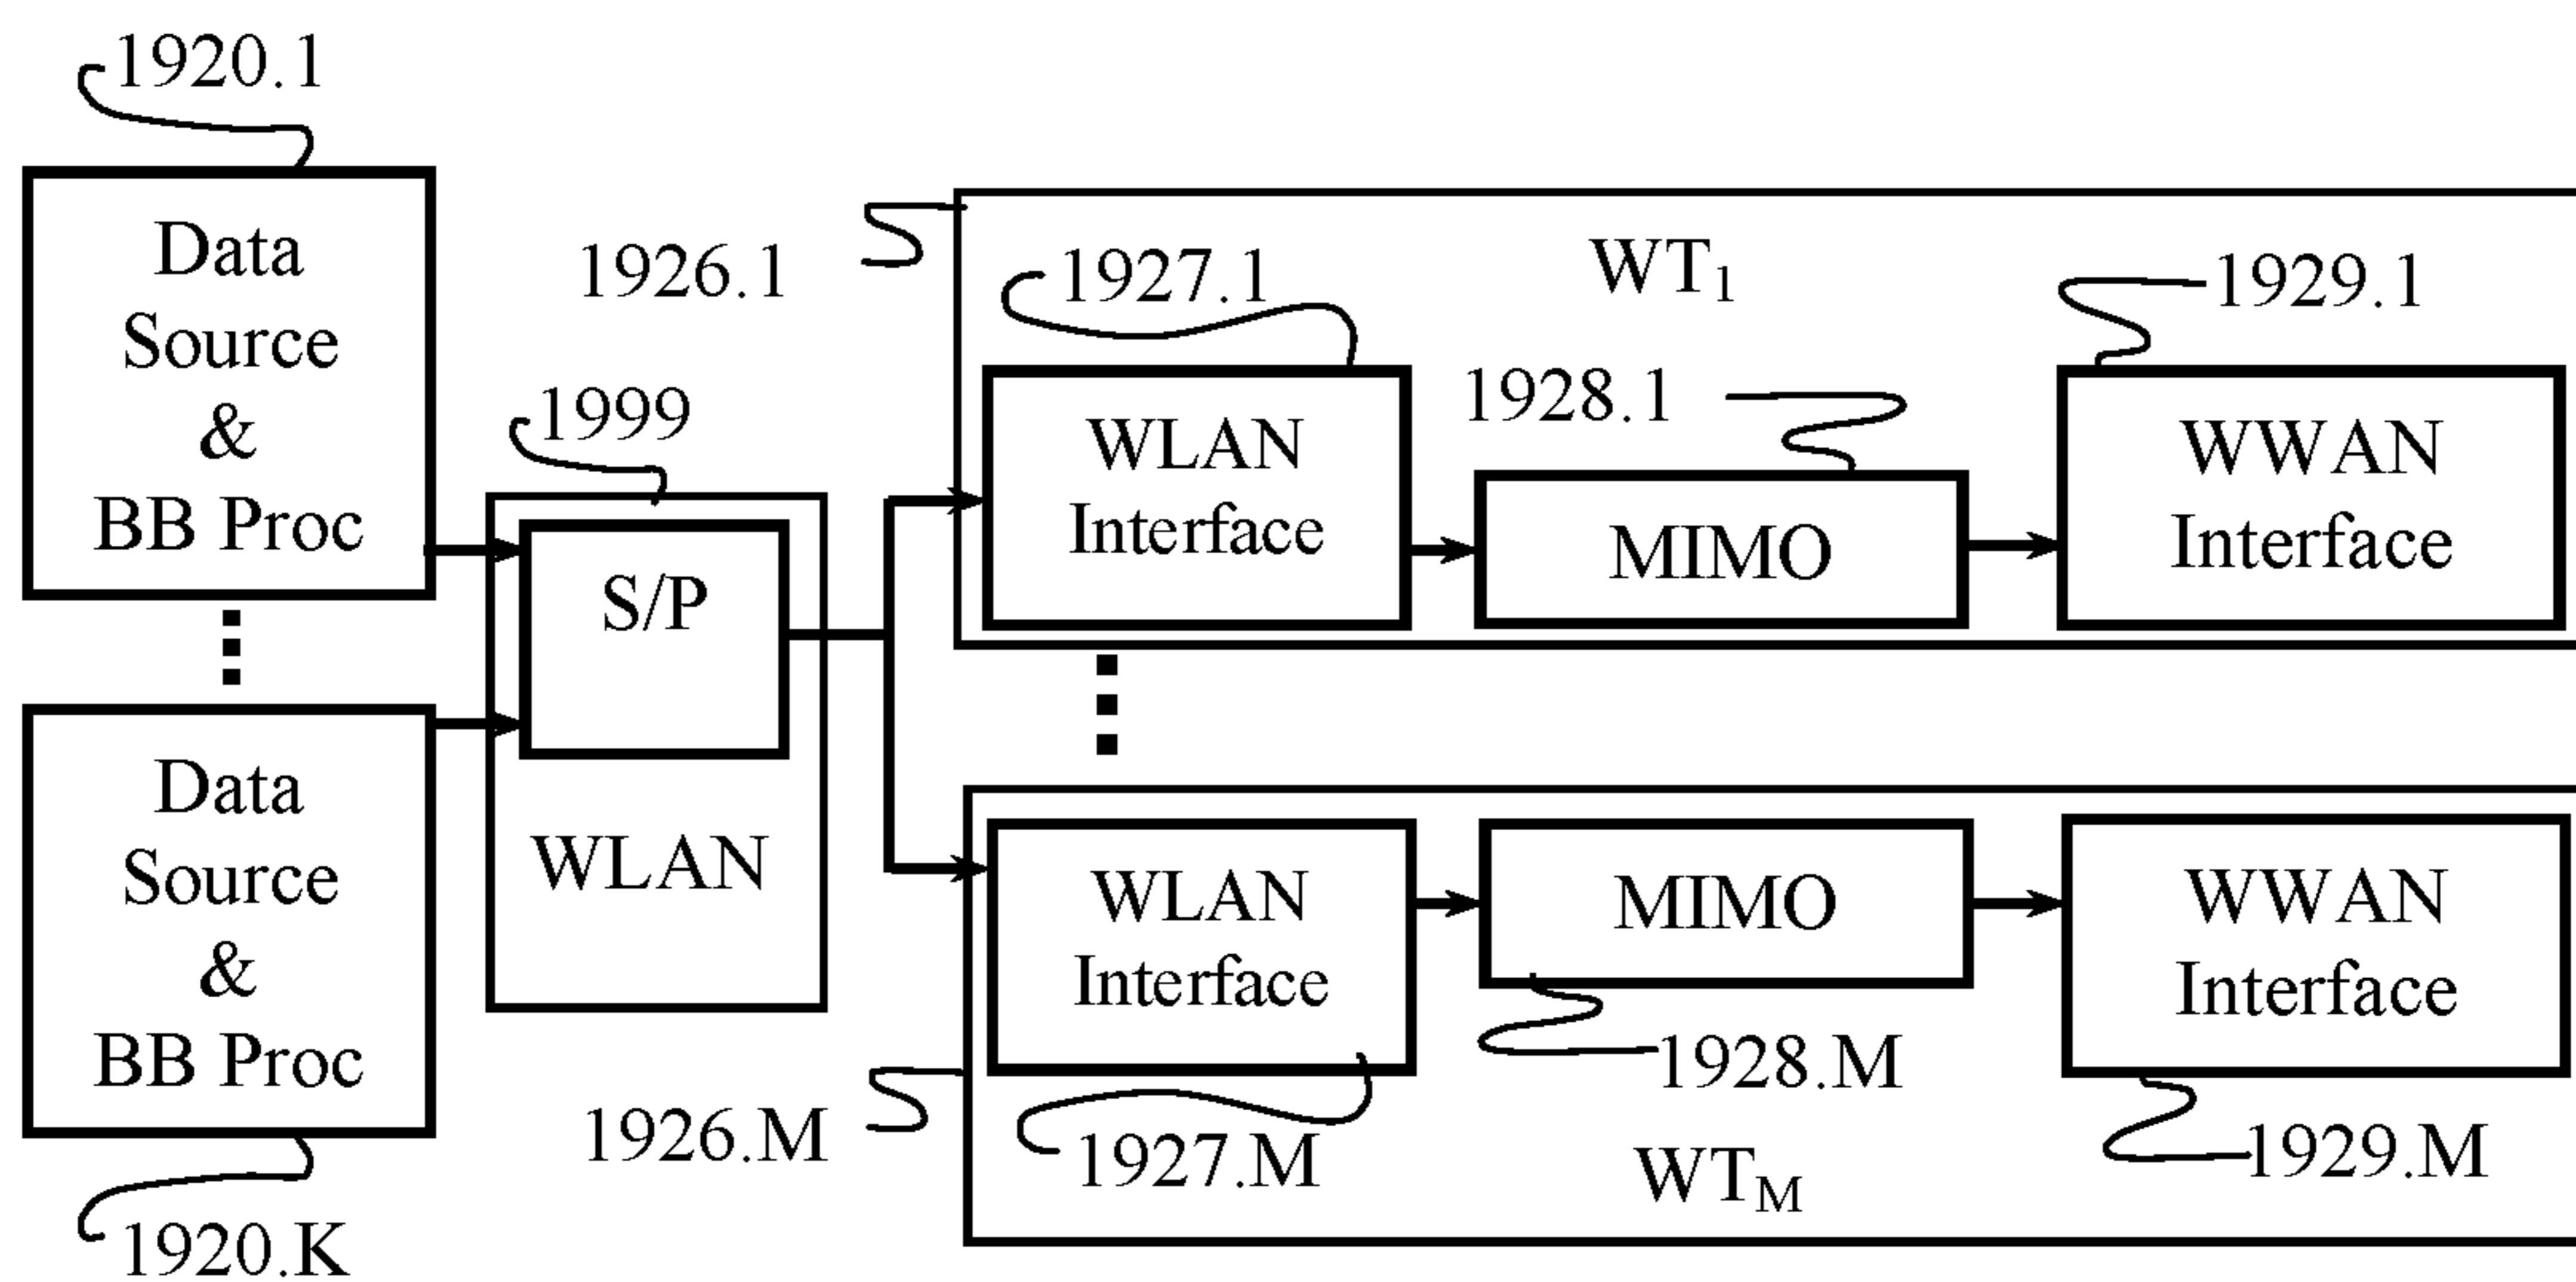 1920.1
Data
Source
&
BB Proc
1926.1
WT1
1927.1
1929.1
1928.1
1999
WLAN
Interface
MIMO
WWAN
Interface
S/P
WLAN
Data
Source
&
BB Proc
WLAN
Interface
MIMO
WWAN
Interface
1928.M
1926.M
1927.M
WTM
1929.M
1920.K